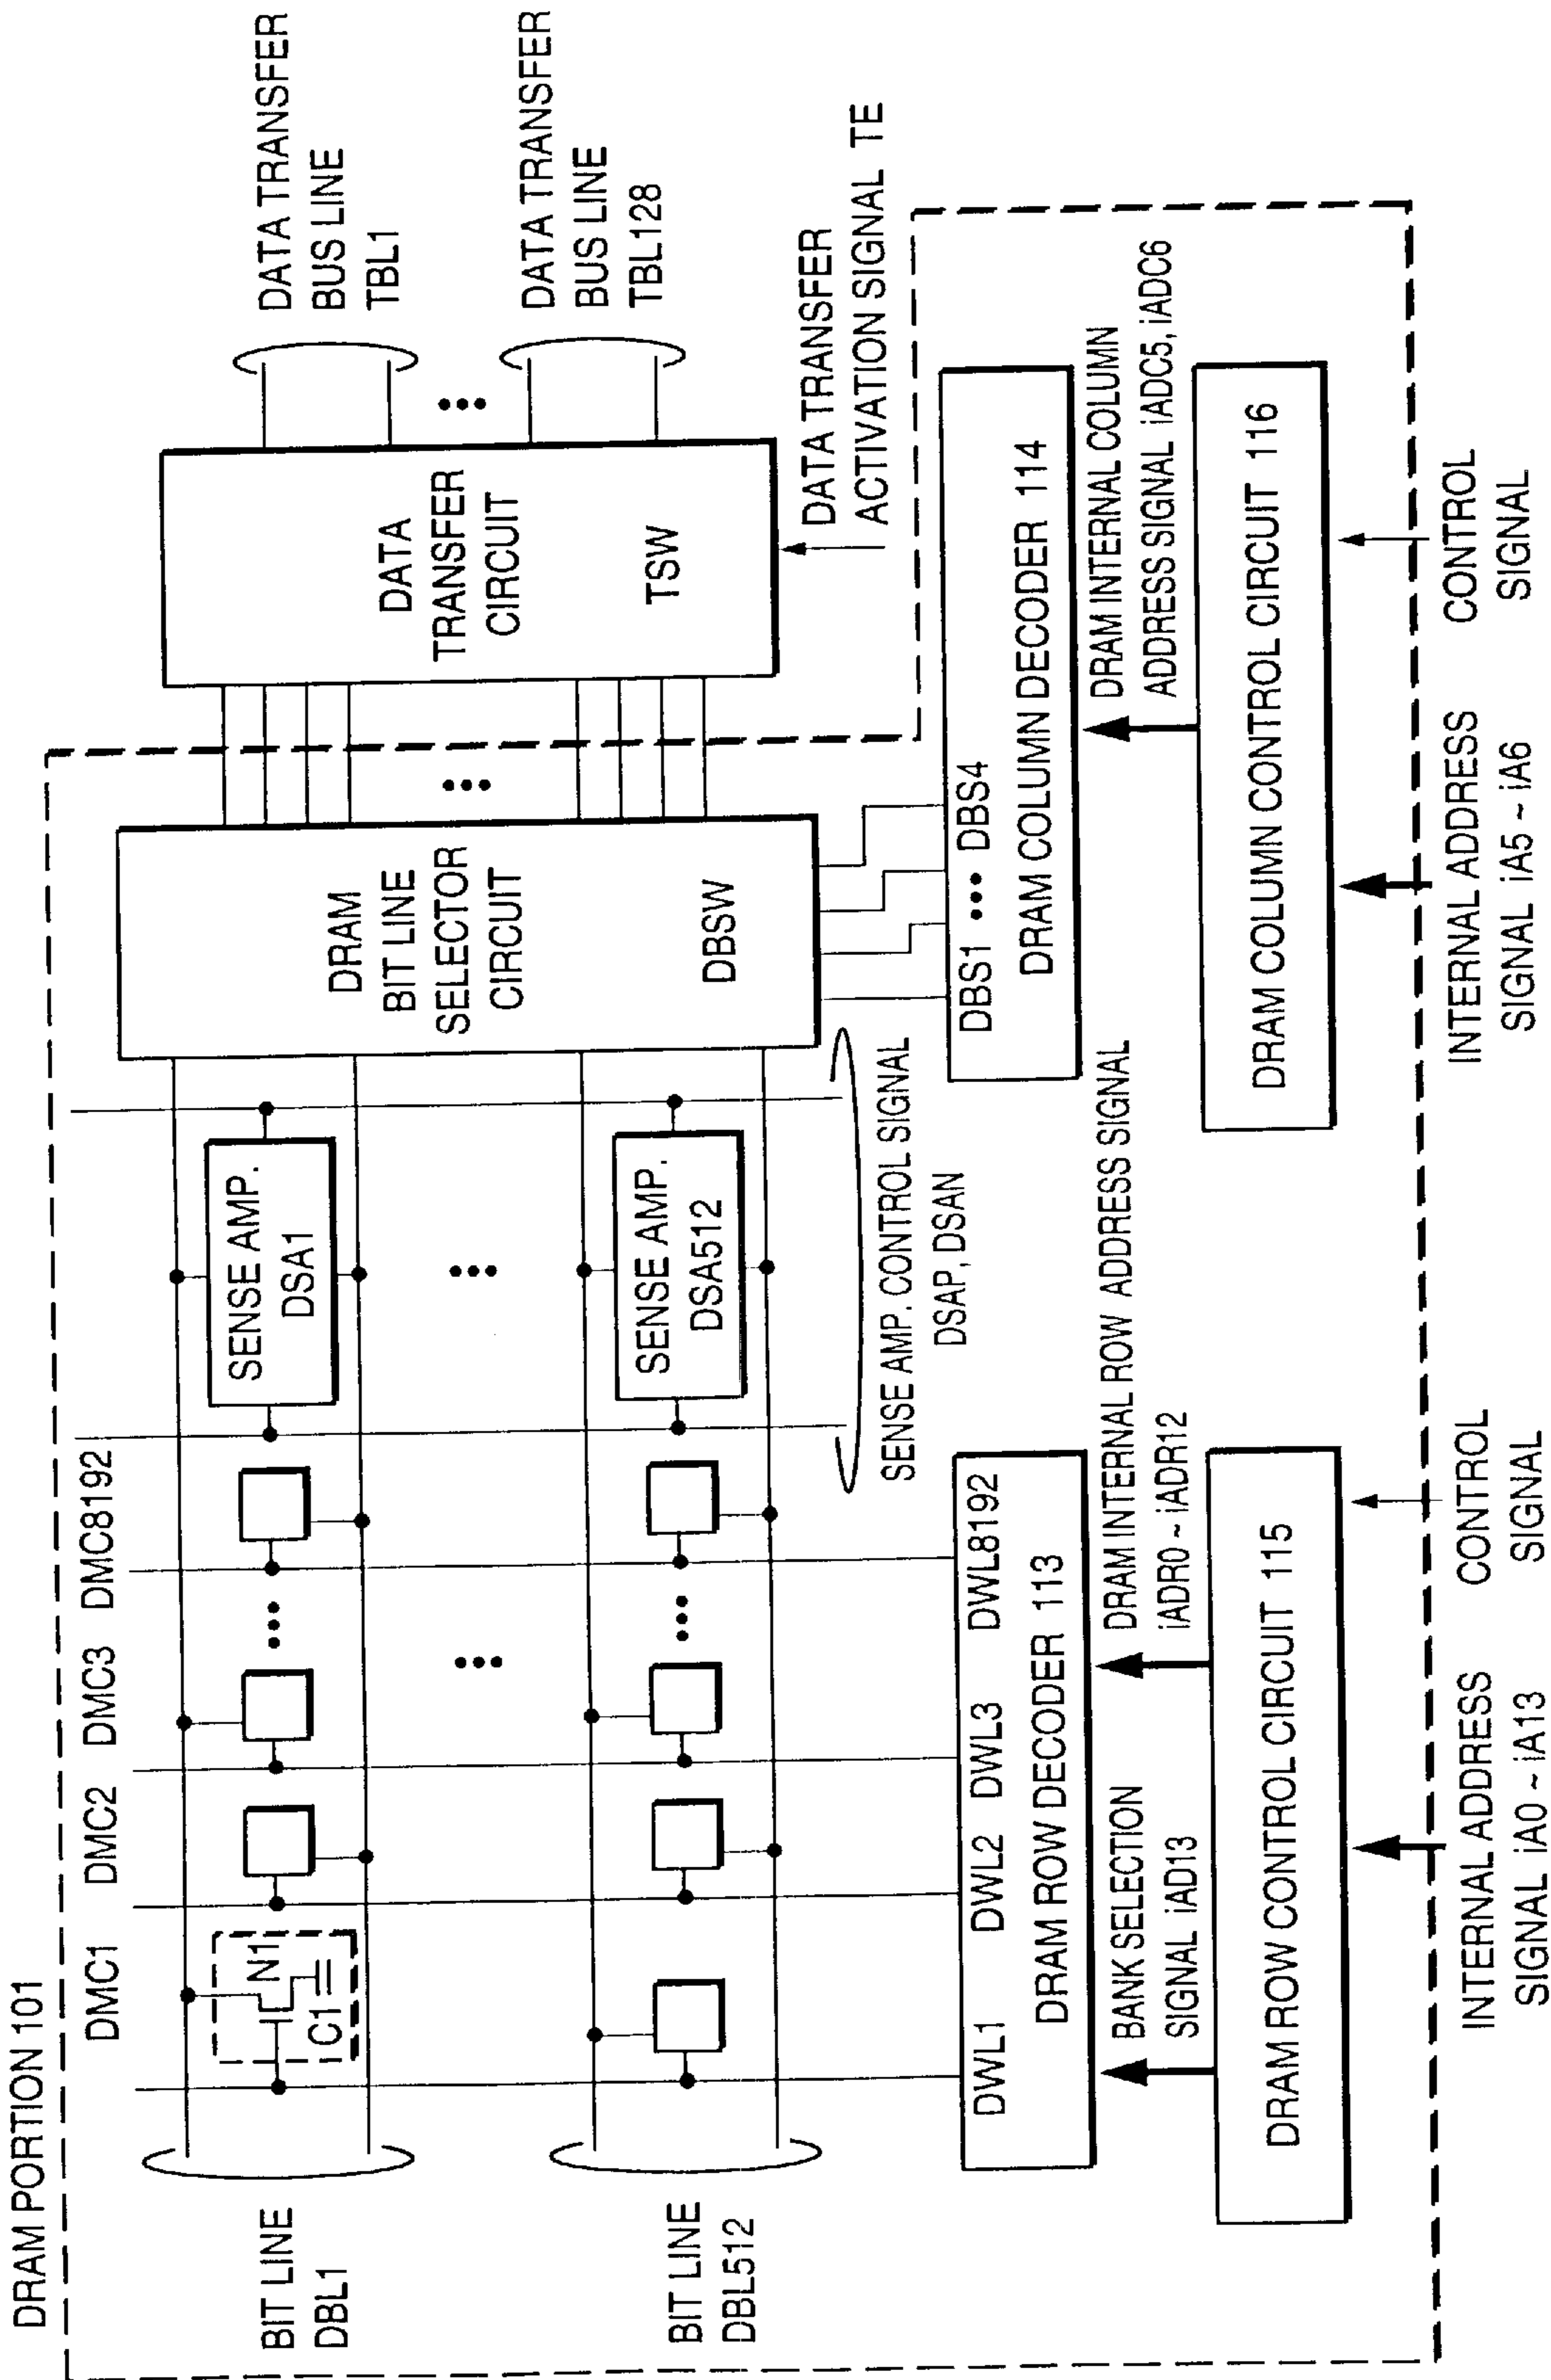 DRAM PORTION 101
DMC1 DMC2 DMC3 DMC8192
N1
C1
BIT LINE
DBL1
BIT LINE
DBL512
SENSE AMP.
DSA1
SENSE AMP.
DSA512
SENSE AMP. CONTROL SIGNAL
DSAP, DSAN
DRAM
BIT LINE
SELECTOR
CIRCUIT
DBSW
DATA
TRANSFER
CIRCUIT
TSW
DATA TRANSFER
BUS LINE
TBL1
DATA TRANSFER
BUS LINE
TBL128
DATA TRANSFER
ACTIVATION SIGNAL TE
DWL1 DWL2 DWL3 DWL8192
DRAM ROW DECODER 113
BANK SELECTION
SIGNAL iAD13
DRAM INTERNAL ROW ADDRESS SIGNAL
iADR0 ~ iADR12
DRAM ROW CONTROL CIRCUIT 115
INTERNAL ADDRESS
SIGNAL iA0 ~ iA13
CONTROL
SIGNAL
DBS1 ••• DBS4
DRAM COLUMN DECODER 114
DRAM INTERNAL COLUMN
ADDRESS SIGNAL iADC5, iADC6
DRAM COLUMN CONTROL CIRCUIT 116
INTERNAL ADDRESS
SIGNAL iA5 ~ iA6
CONTROL
SIGNAL